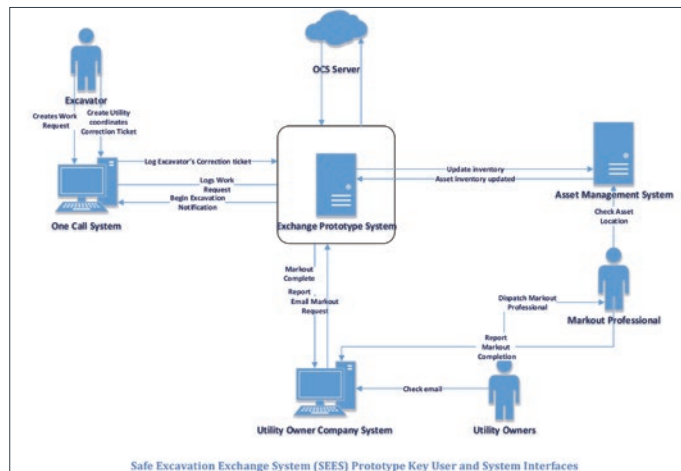 OCS Server
Excavator
Creates Work
Request
Create Utility
coordinates
Correction Ticket
Log Excavator's Correction ticket
Logs Work
Request
Begin Excavation
Notification
One Call System
Exchange Prototype System
Update inventory
Asset inventory updated
Asset Management System
Check Asset
Location
Markout
Complete
Report
Email Markout
Request
Dispatch Markout
Professional
Markout Professional
Report
Markout
Completion
Check email
Utility Owner Company System
Utility Owners
Safe Excavation Exchange System (SEES) Prototype Key User and System Interfaces